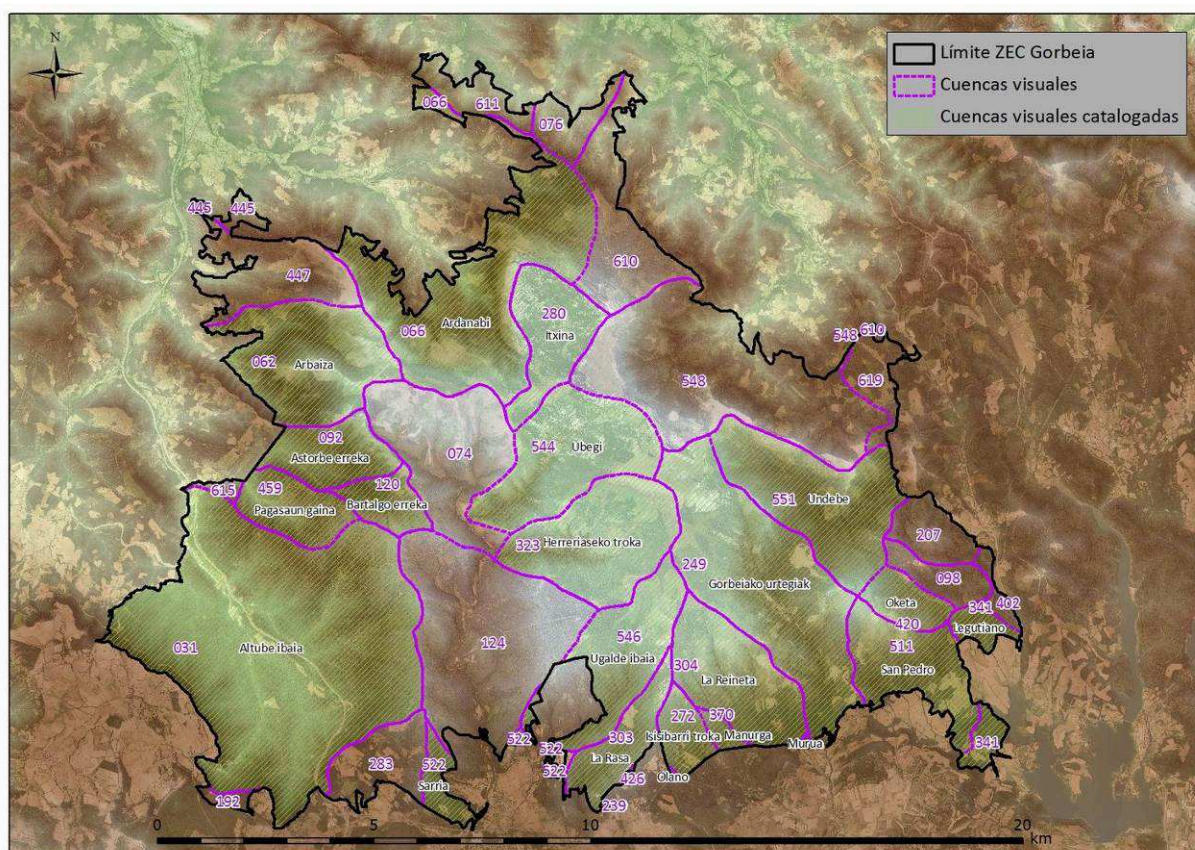 N
Límite ZEC Gorbeia
Cuencas visuales
Cuencas visuales catalogadas
066
611
076
445
445
447
610
280
Itxina
Ardanabi
066
062
Arbaiza
548
610
619
548
092
Astorbe erreka
074
544
Ubegi
615
459
120
Pagasaun gaina
Bartalgo erreka
551
Undebe
323
Herreriaseko troka
207
249
Gorbeiako urtegiak
098
Oketa
341
402
420
Legutiano
031
Altube ibaia
124
546
Ugalde ibaia
511
San Pedro
304
La Reineta
272
370
Isisibarri troka
Manurga
Murua
341
522
522
522
303
La Rasa
426
Olano
239
283
522
Sarria
192
0
5
10
20
km